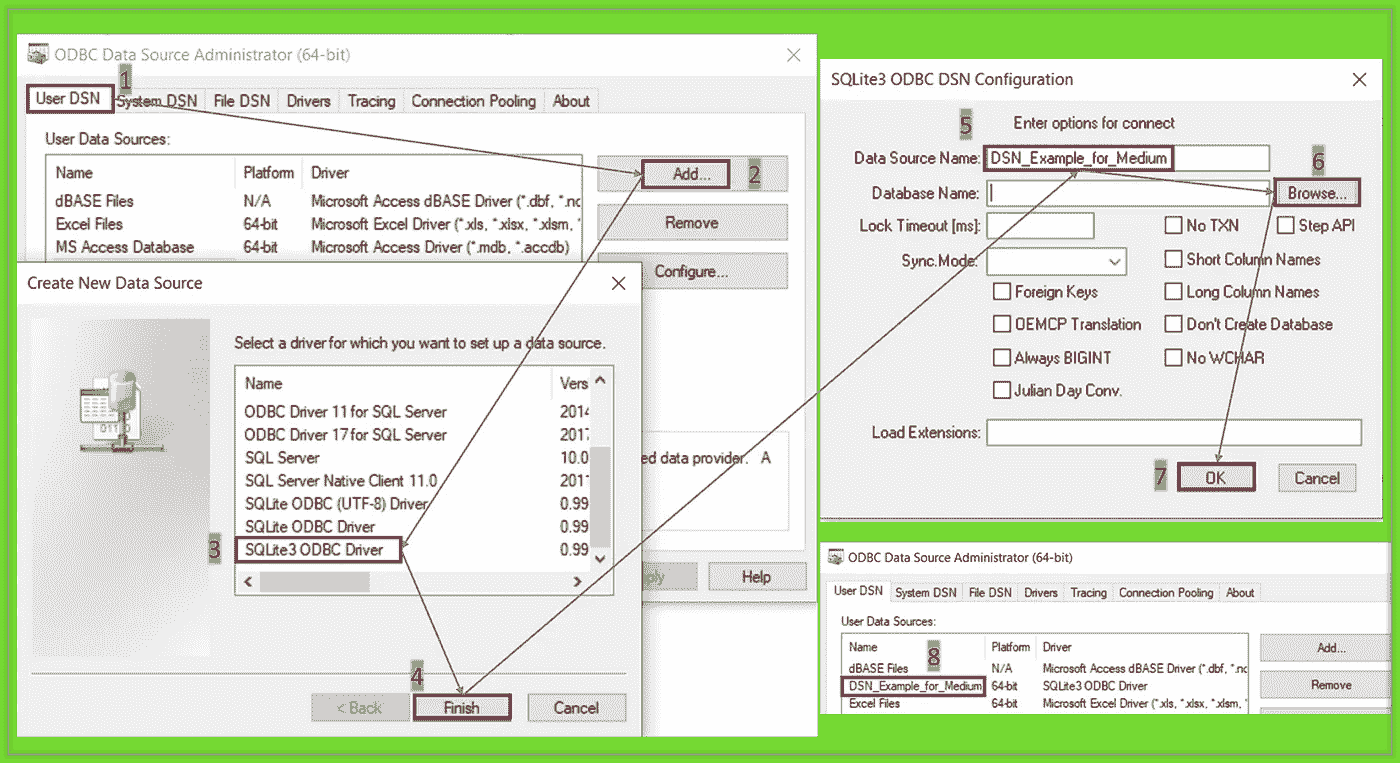 ODBC Data Source Administrator (64-bit)
1
User DSN System DSN File DSN Drivers Tracing Connection Pooling About
User Data Sources:
Name Platform Driver
dBASE Files N/A Microsoft Access dBASE Driver (*.dbf, *.nc
Excel Files 64-bit Microsoft Excel Driver (*.xls, *.xlsx, *.xlsm, '
MS Access Database 64-bit Microsoft Access Driver (*.mdb, *.accdb)
Add... 2
Remove
Configure...
ed data provider. A
Help
Create New Data Source
Select a driver for which you want to set up a data source.
Name Vers
ODBC Driver 11 for SQL Server 2014
ODBC Driver 17 for SQL Server 2017
SQL Server 10.0
SQL Server Native Client 11.0 2011
SQLite ODBC (UTF-8) Driver 0.99
SQLite ODBC Driver 0.99
3 SQLite3 ODBC Driver 0.99
4
< Back Finish Cancel
SQLite3 ODBC DSN Configuration
5 Enter options for connect
Data Source Name: DSN_Example_for_Medium 6
Database Name: Browse...
Lock Timeout [ms]: No TXN Step API
Sync.Mode: Short Column Names
Foreign Keys Long Column Names
OEMCP Translation Don't Create Database
Always BIGINT No WCHAR
Julian Day Conv.
Load Extensions:
7 OK Cancel
ODBC Data Source Administrator (64-bit)
User DSN System DSN File DSN Drivers Tracing Connection Pooling About
User Data Sources:
Name 8 Platform Driver
dBASE Files N/A Microsoft Access dBASE Driver (*.dbf, *.nc
DSN_Example_for_Medium 64-bit SQLite3 ODBC Driver
Excel Files 64-bit Microsoft Excel Driver (*.xls, *.xlsx, *.xlsm, '
Add...
Remove